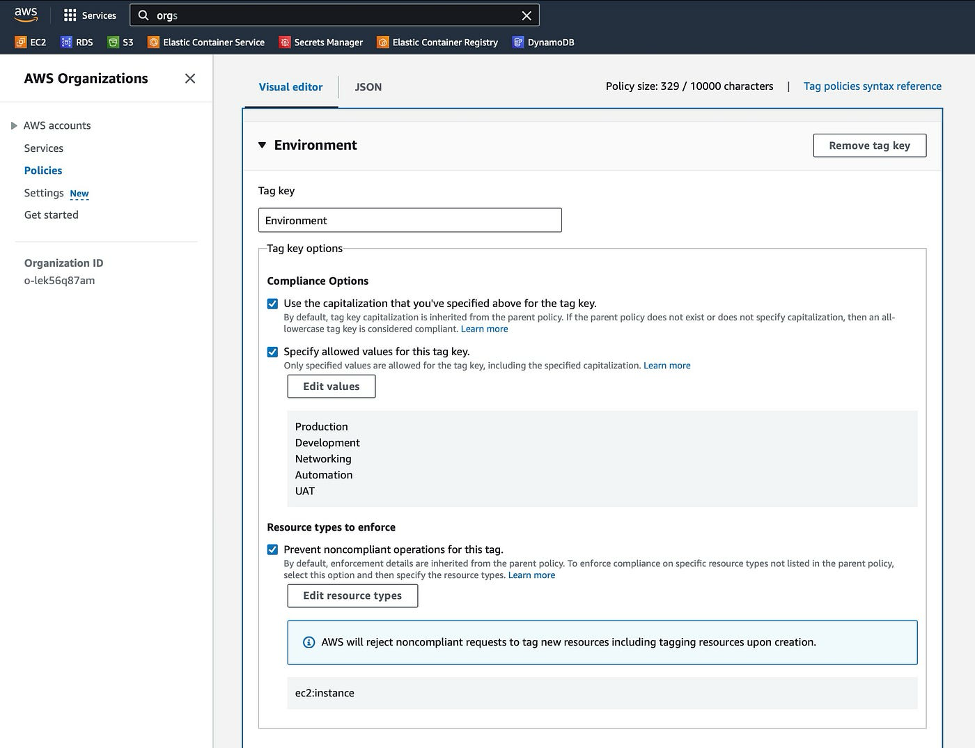 aws
Services
orgs
EC2
RDS
S3
Elastic Container Service
Secrets Manager
Elastic Container Registry
DynamoDB
AWS Organizations
AWS accounts
Services
Policies
Settings New
Get started
Organization ID
o-lek56q87am
Visual editor
JSON
Policy size: 329 / 10000 characters | Tag policies syntax reference
Environment
Remove tag key
Tag key
Environment
Tag key options
Compliance Options
Use the capitalization that you've specified above for the tag key.
By default, tag key capitalization is inherited from the parent policy. If the parent policy does not exist or does not specify capitalization, then an all-
lowercase tag key is considered compliant. Learn more
Specify allowed values for this tag key.
Only specified values are allowed for the tag key, including the specified capitalization. Learn more
Edit values
Production
Development
Networking
Automation
UAT
Resource types to enforce
Prevent noncompliant operations for this tag.
By default, enforcement details are inherited from the parent policy. To enforce compliance on specific resource types not listed in the parent policy,
select this option and then specify the resource types. Learn more
Edit resource types
AWS will reject noncompliant requests to tag new resources including tagging resources upon creation.
ec2:instance